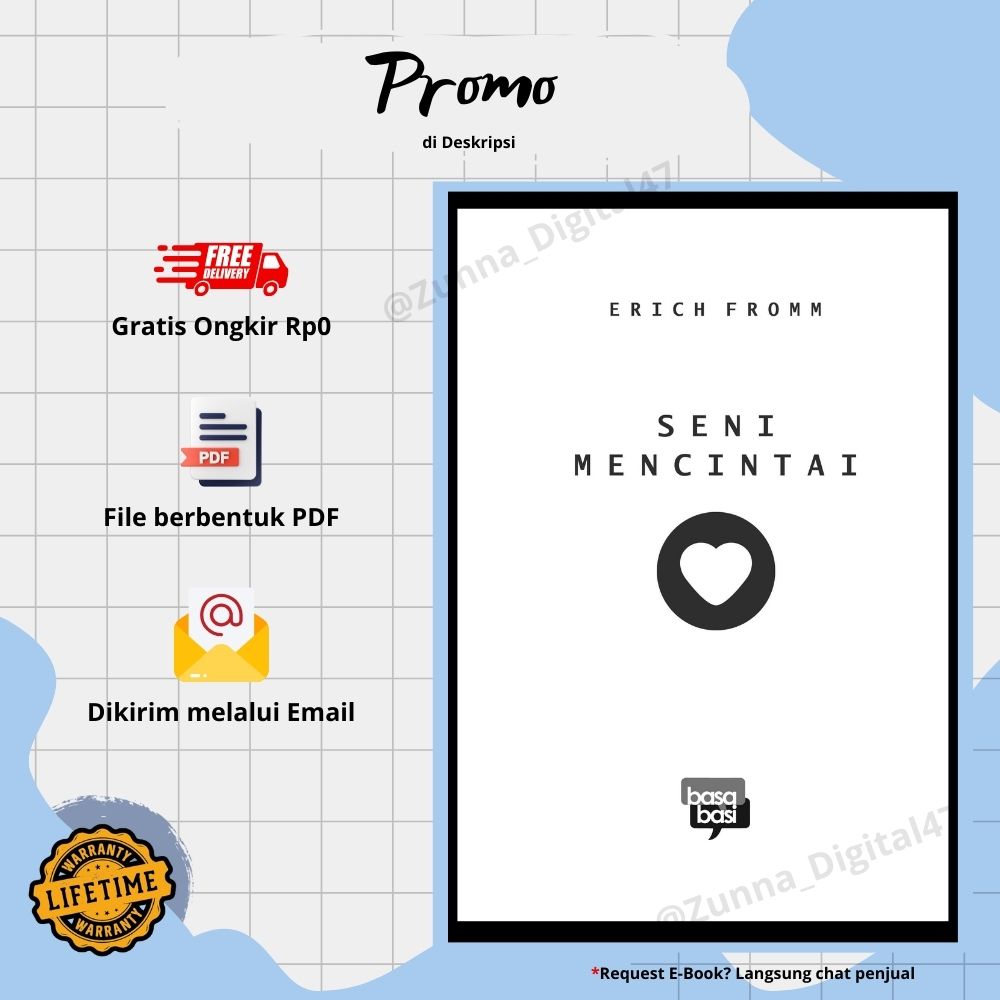 Promo
di Deskripsi
FREE
DELIVERY
Gratis Ongkir Rp0
PDF
File berbentuk PDF
@
Dikirim melalui Email
WARRANTY
LIFETIME
WARRANTY
@Zunna_Digital47
ERICH FROMM
SENI
MENCINTAI
basa
basi
@Zunna_Digital47
*Request E-Book? Langsung chat penjual